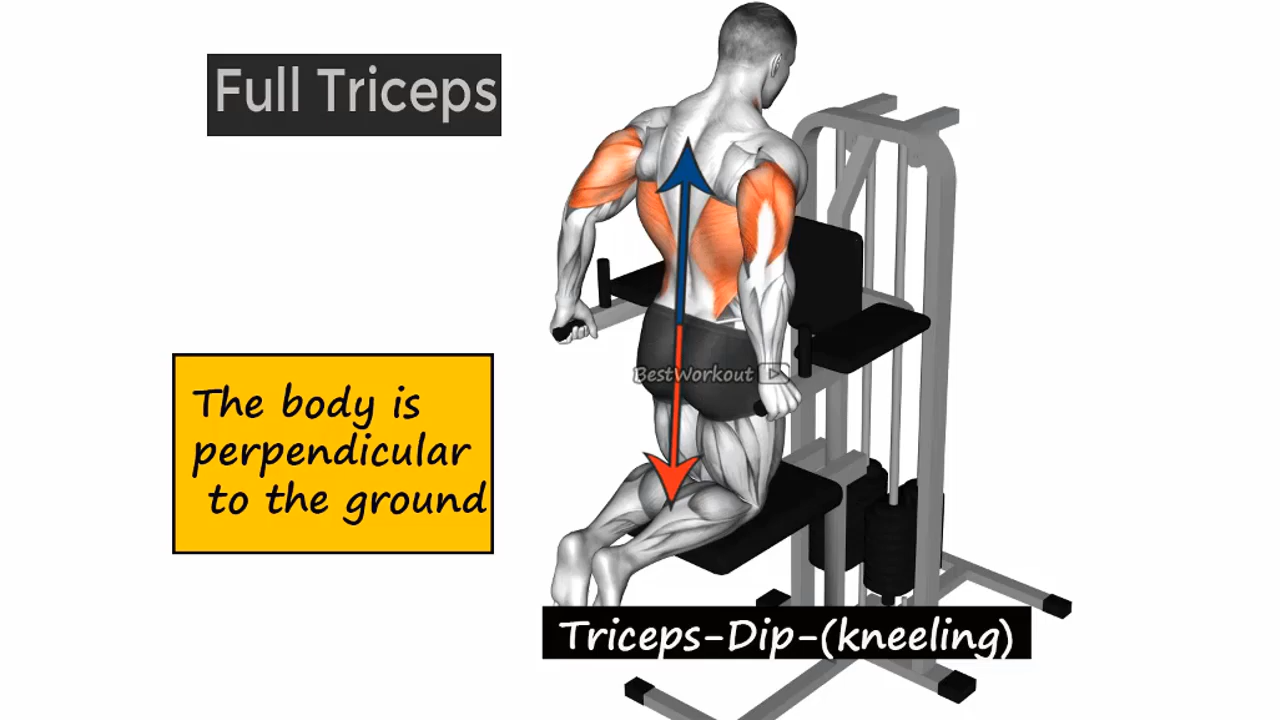 Full Triceps
The body is
perpendicular
to the ground
BestWorkout
Triceps-Dip-(kneeling)